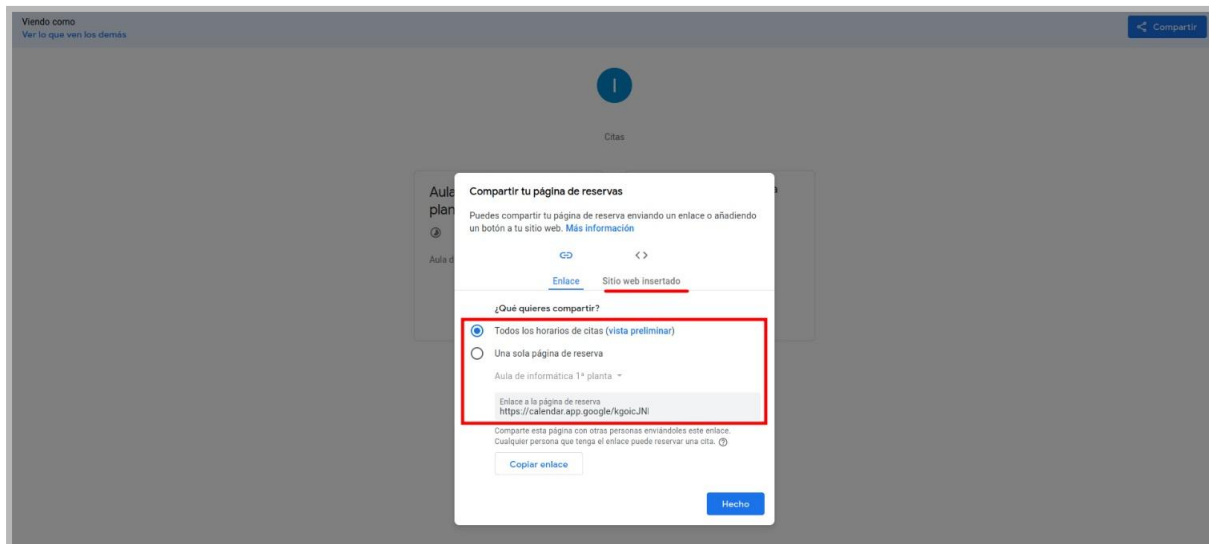 Viendo como
Ver lo que ven los demás
Compartir
I
Citas
Aula
plan
Aula d
Compartir tu página de reservas
Puedes compartir tu página de reserva enviando un enlace o añadiendo
un botón a tu sitio web. Más información
Enlace Sitio web insertado
¿Qué quieres compartir?
Todos los horarios de citas (vista preliminar)
Una sola página de reserva
Aula de informática 1ª planta
Enlace a la página de reserva
https://calendar.app.google/kgoicJN
Comparte esta página con otras personas enviándoles este enlace.
Cualquier persona que tenga el enlace puede reservar una cita.
Copiar enlace
Hecho